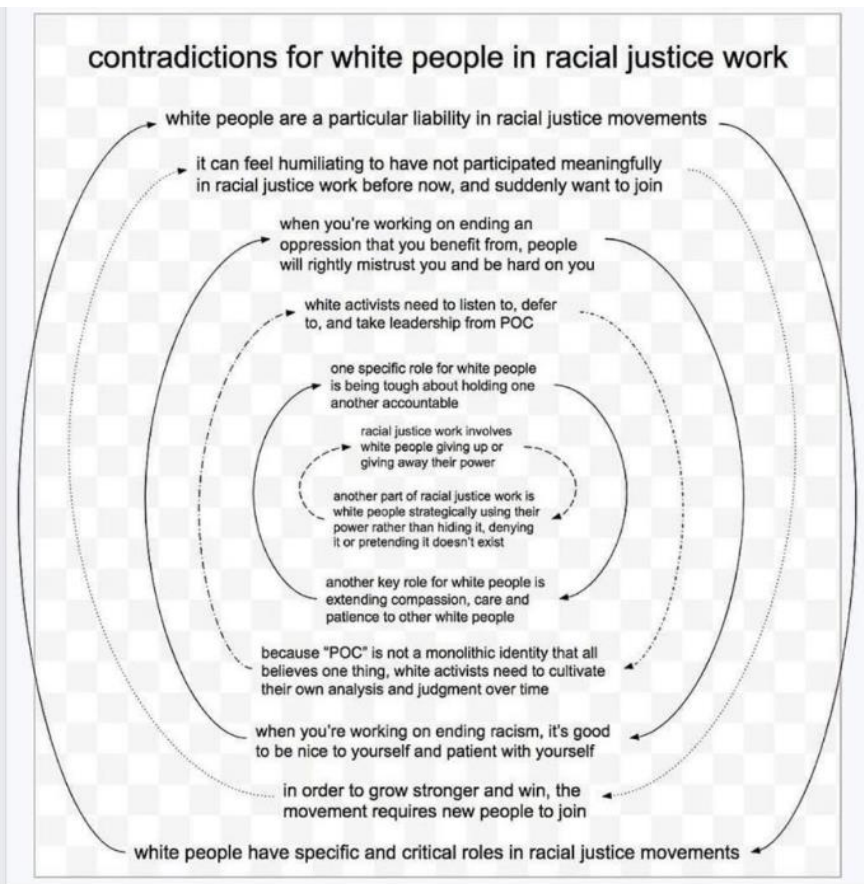 contradictions for white people in racial justice work
white people are a particular liability in racial justice movements
it can feel humiliating to have not participated meaningfully
in racial justice work before now, and suddenly want to join
when you're working on ending an
oppression that you benefit from, people
will rightly mistrust you and be hard on you
white activists need to listen to, defer
to, and take leadership from POC
one specific role for white people
is being tough about holding one
another accountable
racial justice work involves
white people giving up or
giving away their power
another part of racial justice work is
white people strategically using their
power rather than hiding it, denying
it or pretending it doesn't exist
another key role for white people is
extending compassion, care and
patience to other white people
because "POC" is not a monolithic identity that all
believes one thing, white activists need to cultivate
their own analysis and judgment over time
when you're working on ending racism, it's good
to be nice to yourself and patient with yourself
in order to grow stronger and win, the
movement requires new people to join
white people have specific and critical roles in racial justice movements